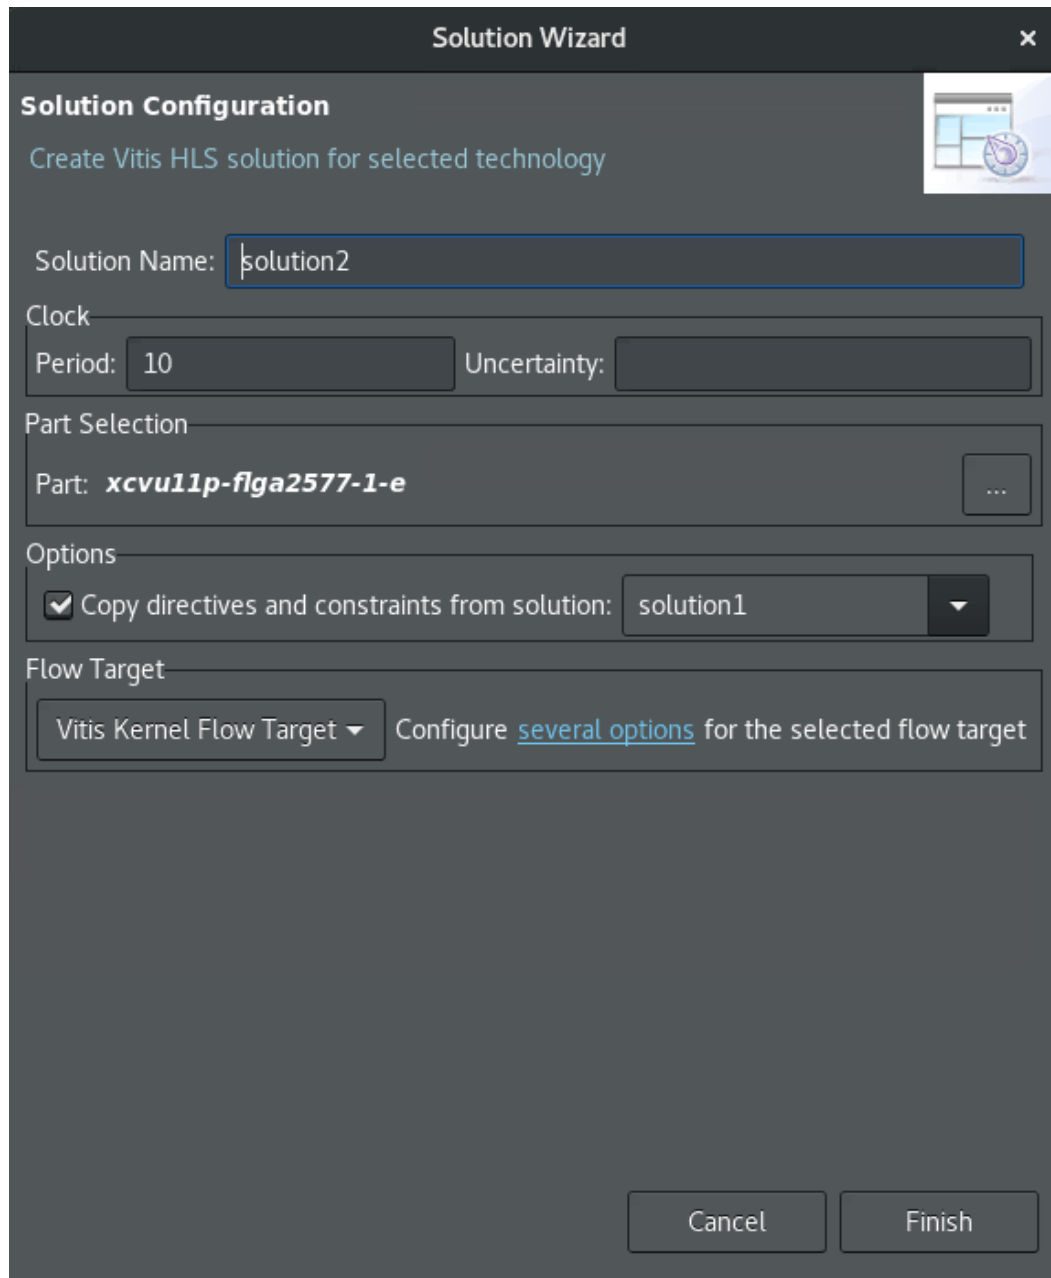 Solution Wizard
Solution Configuration
Create Vitis HLS solution for selected technology
Solution Name: solution2
Clock
Period: 10 Uncertainty:
Part Selection
Part: xcvu11p-flga2577-1-e ...
Options
Copy directives and constraints from solution: solution1
Flow Target
Vitis Kernel Flow Target Configure several options for the selected flow target
Cancel Finish